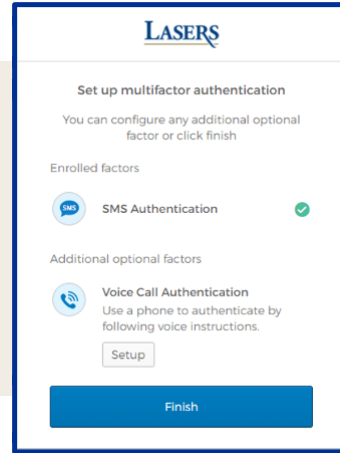 LASERS
Set up multifactor authentication
You can configure any additional optional
factor or click finish
Enrolled factors
SMS
SMS Authentication
Additional optional factors
Voice Call Authentication
Use a phone to authenticate by
following voice instructions.
Setup
Finish